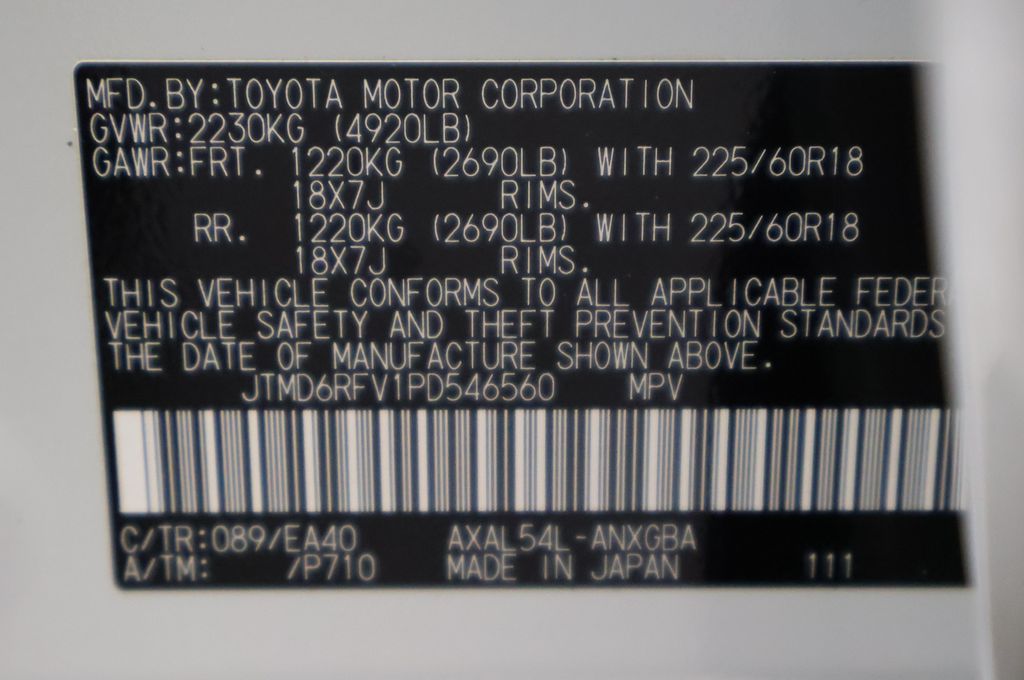 MFD.BY:TOYOTA MOTOR CORPORATION
GVWR:2230KG (4920LB)
GAWR:FRT. 1220KG (2690LB) WITH 225/60R18
18X7J RIMS.
RR. 1220KG (2690LB) WITH 225/60R18
18X7J RIMS.
THIS VEHICLE CONFORMS TO ALL APPLICABLE
VEHICLE SAFETY AND THEFT PREVENTION STANDARDS
THE DATE OF MANUFACTURE SHOWN ABOVE.
JTMD6RFV1PD546560 MPV
C/TR:089/EA40 AXAL54L-ANXGBA
A/TM: /P710 MADE IN JAPAN 111